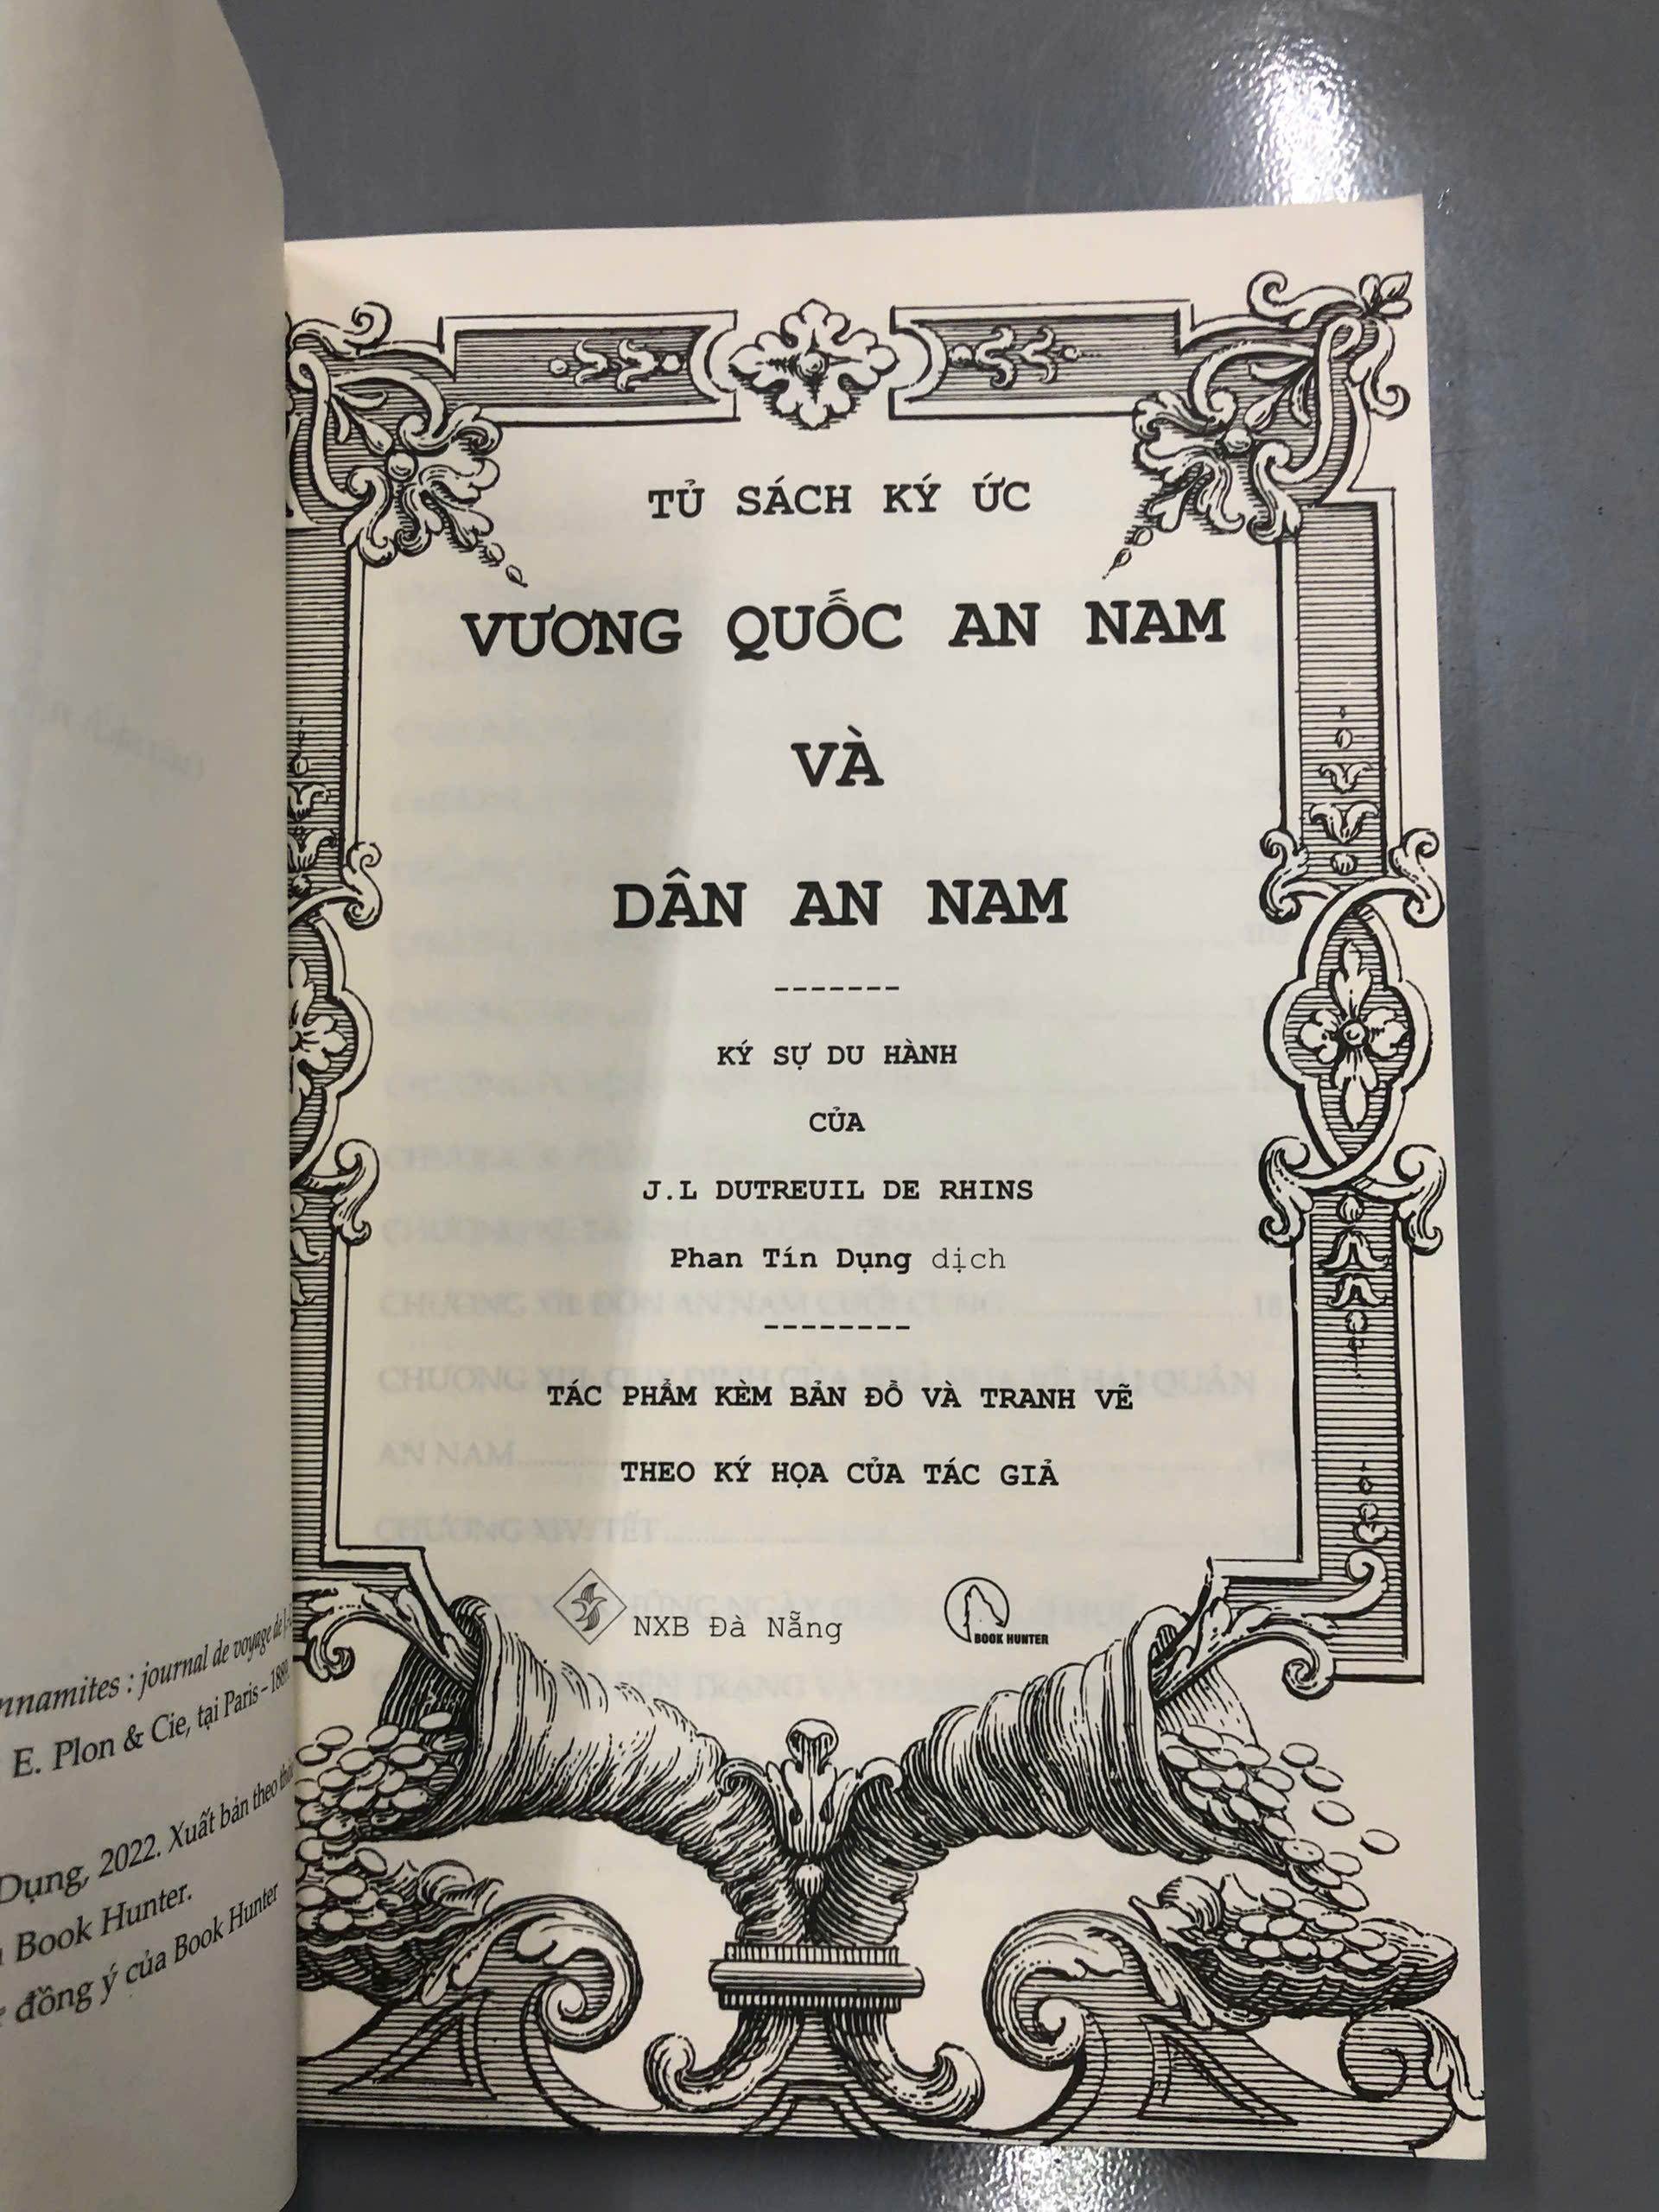 nnamites : journal de voyage de J.-
E. Plon & Cie, tại Paris – 1889
Dụng, 2022. Xuất bản theo
Book Hunter.
đồng ý của Book Hunter
TỦ SÁCH KÝ ỨC
VƯƠNG QUỐC AN NAM
VÀ
DÂN AN NAM
-------
KÝ SỰ DU HÀNH
CỦA
J.L DUTREUIL DE RHINS
Phan Tín Dụng dịch
--------
TÁC PHẨM KÈM BẢN ĐỒ VÀ TRANH VẼ
THEO KÝ HỌA CỦA TÁC GIẢ
NXB Đà Nẵng
BOOK HUNTER